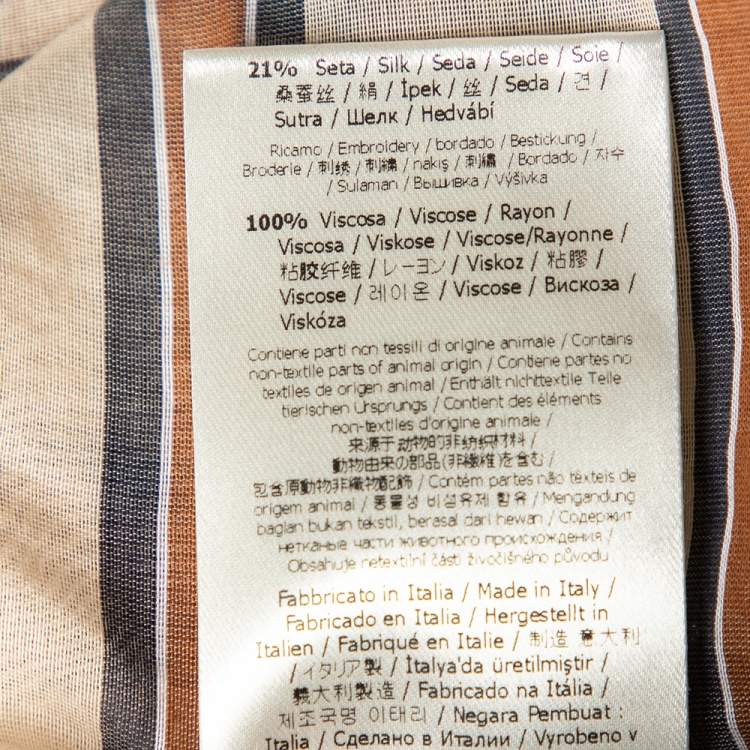 21% Seta / Silk / Seda / Seide / Soie /
桑蚕丝 / 絹 / İpek / 丝 / Seda / 견 /
Sutra / Шелк / Hedvábí
Ricamo / Embroidery / bordado / Bestickung /
Broderie / 刺绣 / 刺繍 / nakış / 刺繡 / Bordado / 자수
/ Sulaman / Вышивка / Výšivka
100% Viscosa / Viscose / Rayon /
Viscosa / Viskose / Viscose/Rayonne /
粘胶纤维 / レーヨン / Viskoz / 粘膠 /
Viscose / 레이온 / Viscose / Вискоза /
Viskóza
Contiene parti non tessili di origine animale / Contains
non-textile parts of animal origin / Contiene partes no
textiles de origen animal / Enthält nichttextile Teile
tierischen Ursprungs / Contient des éléments
non-textiles d'origine animale /
来源于动物的非纺织材料 /
動物由来の部品(非繊維)を含む /
包含原動物非織物配飾 / Contém partes não têxteis de
origem animal / 동물성 비섬유제 함유 / Mengandung
bagian bukan tekstil, berasal dari hewan / Содержит
нетканые части животного происхождения /
Obsahuje netextilní části živočišného původu
Fabbricato in Italia / Made in Italy /
Fabricado en Italia / Hergestellt in
Italien / Fabriqué en Italie / 制造 意大利
/ イタリア製 / İtalya'da üretilmiştir /
義大利製造 / Fabricado na Itália /
제조국명 이태리 / Negara Pembuat :
Italia / Сделано в Италии / Vyrobeno v